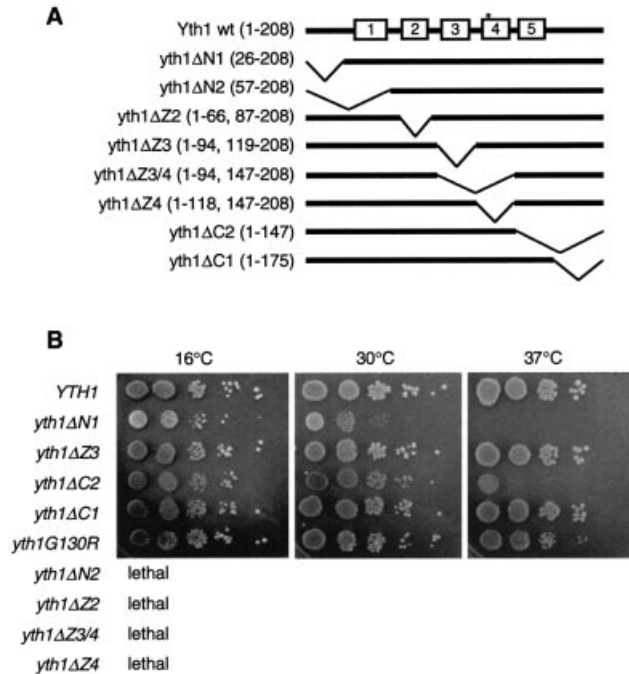 A
Yth1 wt (1-208)
1 2 3 4 5
*
yth1ΔN1 (26-208)
yth1ΔN2 (57-208)
yth1ΔZ2 (1-66, 87-208)
yth1ΔZ3 (1-94, 119-208)
yth1ΔZ3/4 (1-94, 147-208)
yth1ΔZ4 (1-118, 147-208)
yth1ΔC2 (1-147)
yth1ΔC1 (1-175)
B
16°C 30°C 37°C
YTH1
yth1ΔN1
yth1ΔZ3
yth1ΔC2
yth1ΔC1
yth1G130R
yth1ΔN2 lethal
yth1ΔZ2 lethal
yth1ΔZ3/4 lethal
yth1ΔZ4 lethal